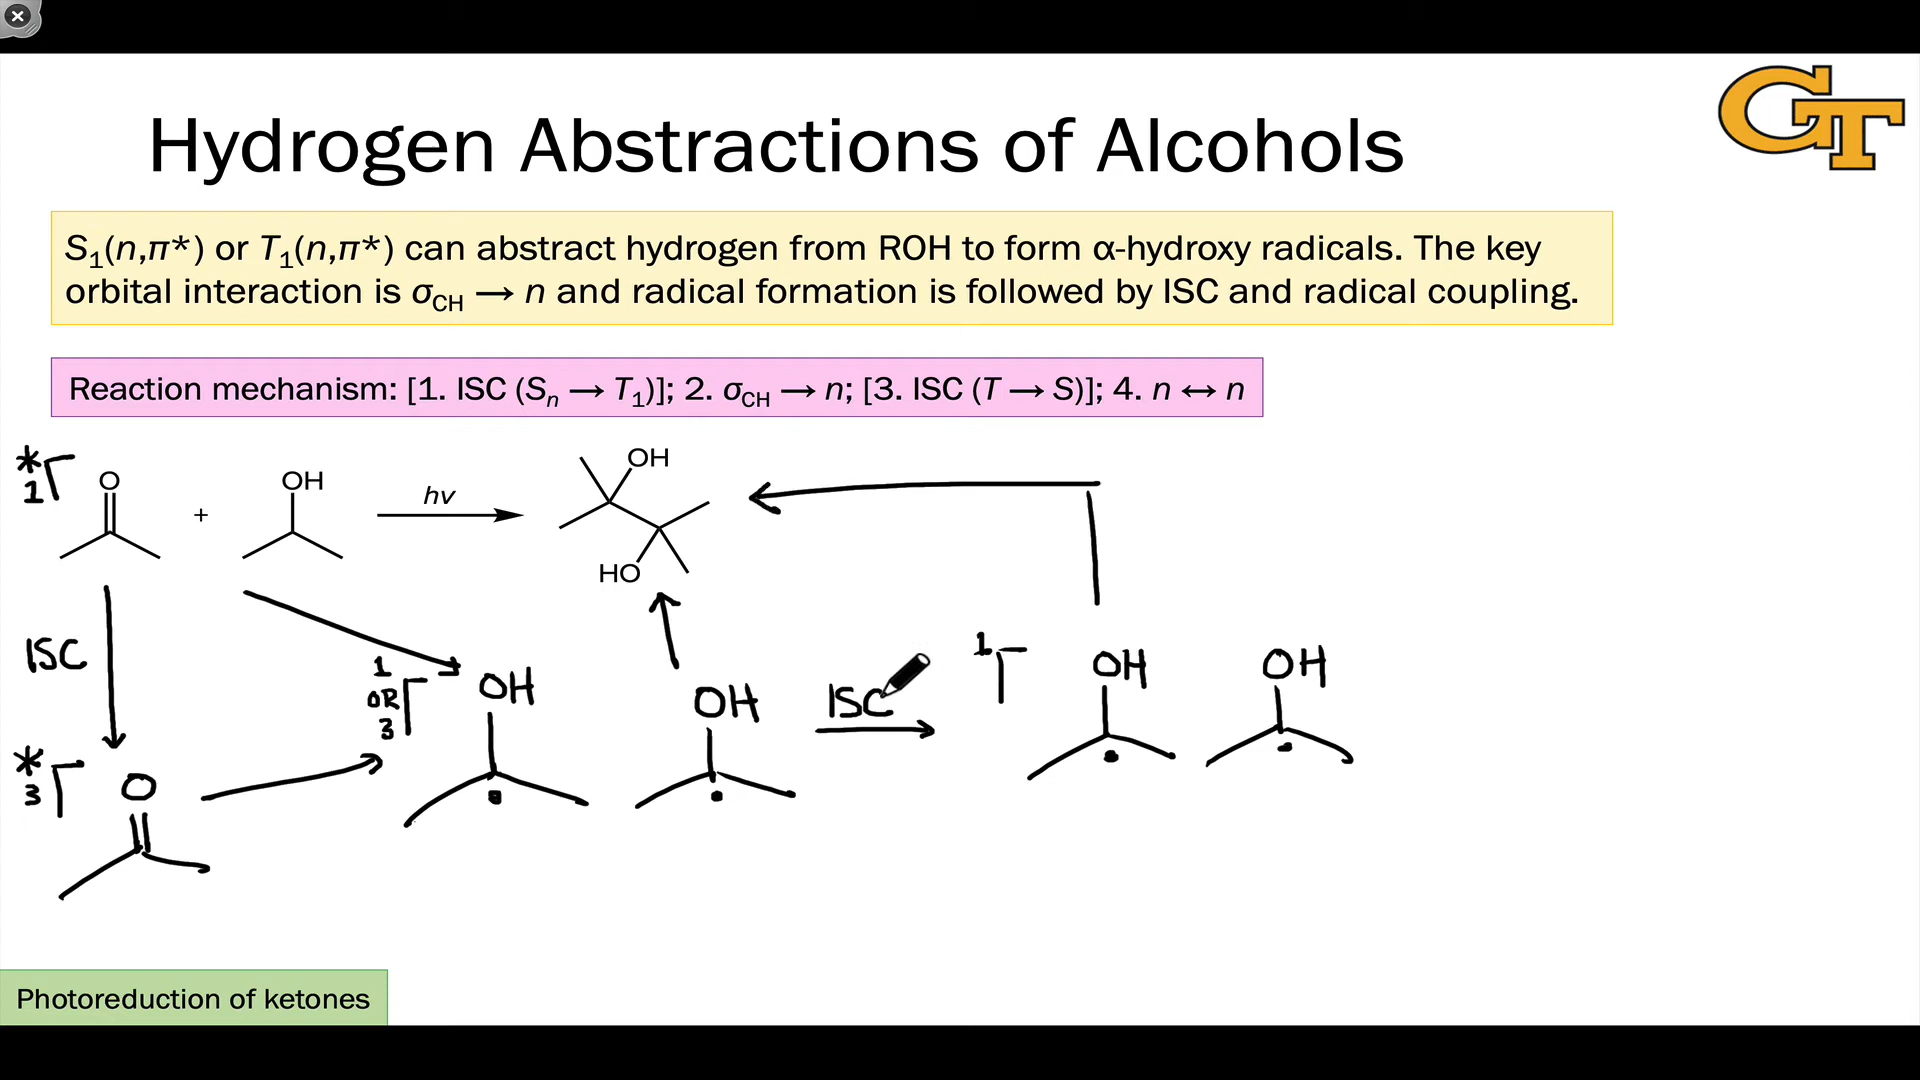 GT
Hydrogen Abstractions of Alcohols
S₁(n,π*) or T₁(n,π*) can abstract hydrogen from ROH to form α-hydroxy radicals. The key
orbital interaction is σCH → n and radical formation is followed by ISC and radical coupling.
Reaction mechanism: [1. ISC (Sₙ → T₁)]; 2. σCH → n; [3. ISC (T → S)]; 4. n ↔ n
*
1
O
+
OH
hν
OH
HO
ISC
1
OR
3
OH
OH
ISC
1
OH
OH
*
3
O
Photoreduction of ketones